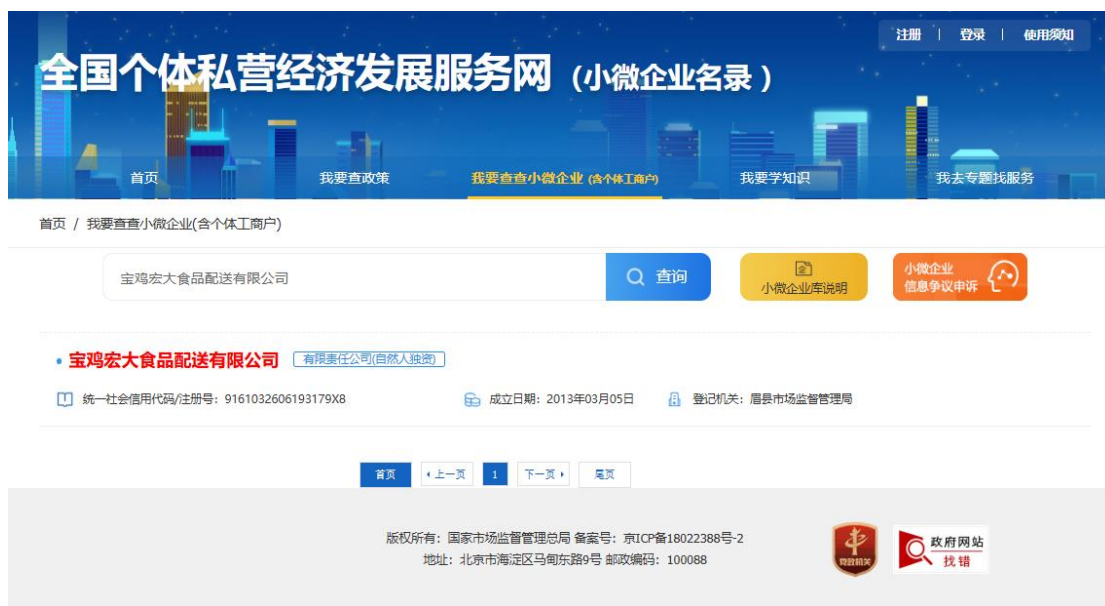 注册 | 登录 | 使用须知
全国个体私营经济发展服务网（小微企业名录）
首页 我要查政策 我要查查小微企业 (含个体工商户) 我要学知识 我去专题找服务
首页 / 我要查查小微企业(含个体工商户)
宝鸡宏大食品配送有限公司 查询 小微企业库说明
小微企业
信息争议申诉
宝鸡宏大食品配送有限公司 有限责任公司(自然人独资)
统一社会信用代码/注册号：9161032606193179X8 成立日期：2013年03月05日 登记机关：眉县市场监督管理局
首页 上一页 1 下一页 尾页
版权所有：国家市场监督管理总局 备案号：京ICP备18022388号-2
地址：北京市海淀区马甸东路9号 邮政编码：100088
党政机关
政府网站
找错